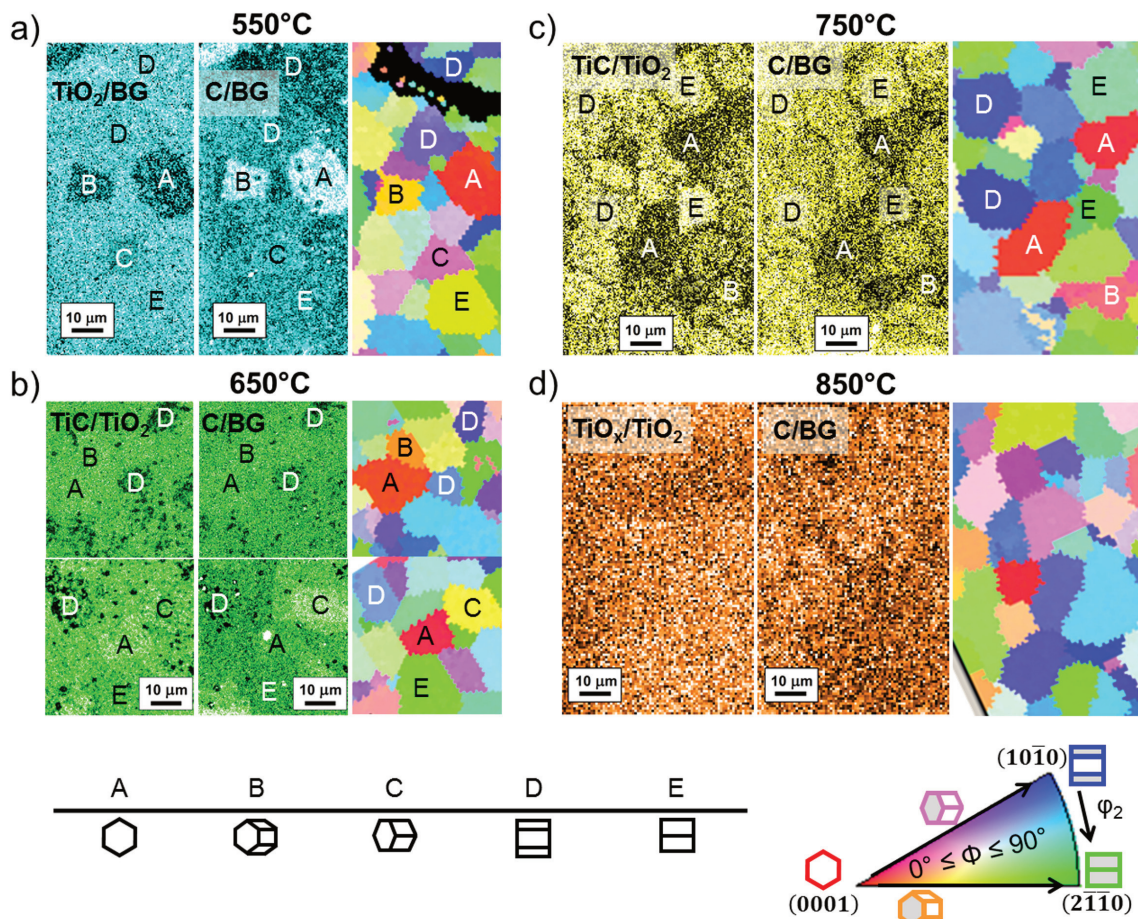 a)
550°C
TiO₂/BG
C/BG
D
D
D
D
D
D
B
A
B
A
B
A
C
C
C
E
E
E
10 μm
10 μm
c)
750°C
TiC/TiO₂
C/BG
D
E
D
E
D
E
A
A
A
D
E
D
E
D
E
A
A
A
B
B
B
10 μm
10 μm
b)
650°C
TiC/TiO₂
C/BG
D
D
D
B
B
B
A
D
A
D
A
D
D
C
D
C
D
C
A
A
A
E
E
E
10 μm
10 μm
d)
850°C
TiOₓ/TiO₂
C/BG
10 μm
10 μm
A B C D E
(101̄0)
φ₂
0° ≤ Φ ≤ 90°
(0001)
(21̄1̄0)